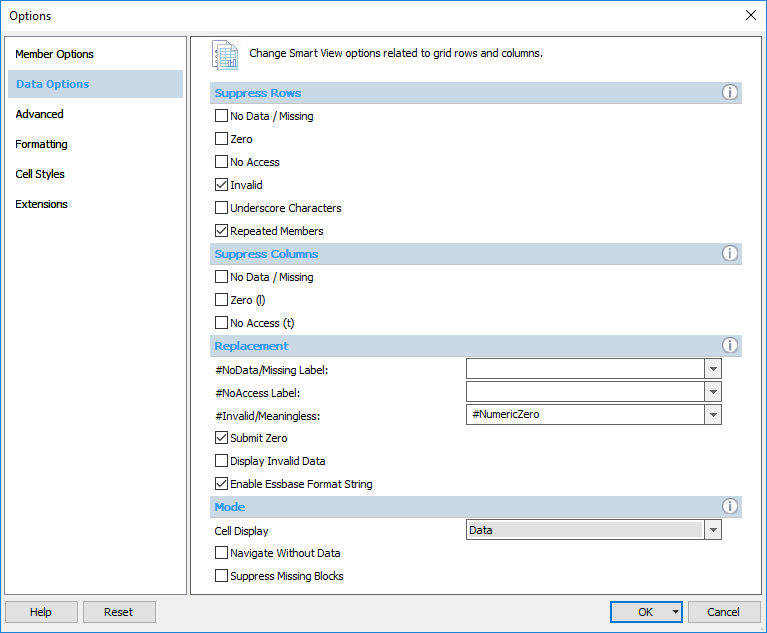 Options
Member Options
Data Options
Advanced
Formatting
Cell Styles
Extensions
Change Smart View options related to grid rows and columns.
Suppress Rows
No Data / Missing
Zero
No Access
Invalid
Underscore Characters
Repeated Members
Suppress Columns
No Data / Missing
Zero (l)
No Access (t)
Replacement
#NoData/Missing Label:
#NoAccess Label:
#Invalid/Meaningless: #NumericZero
Submit Zero
Display Invalid Data
Enable Essbase Format String
Mode
Cell Display Data
Navigate Without Data
Suppress Missing Blocks
Help Reset OK Cancel